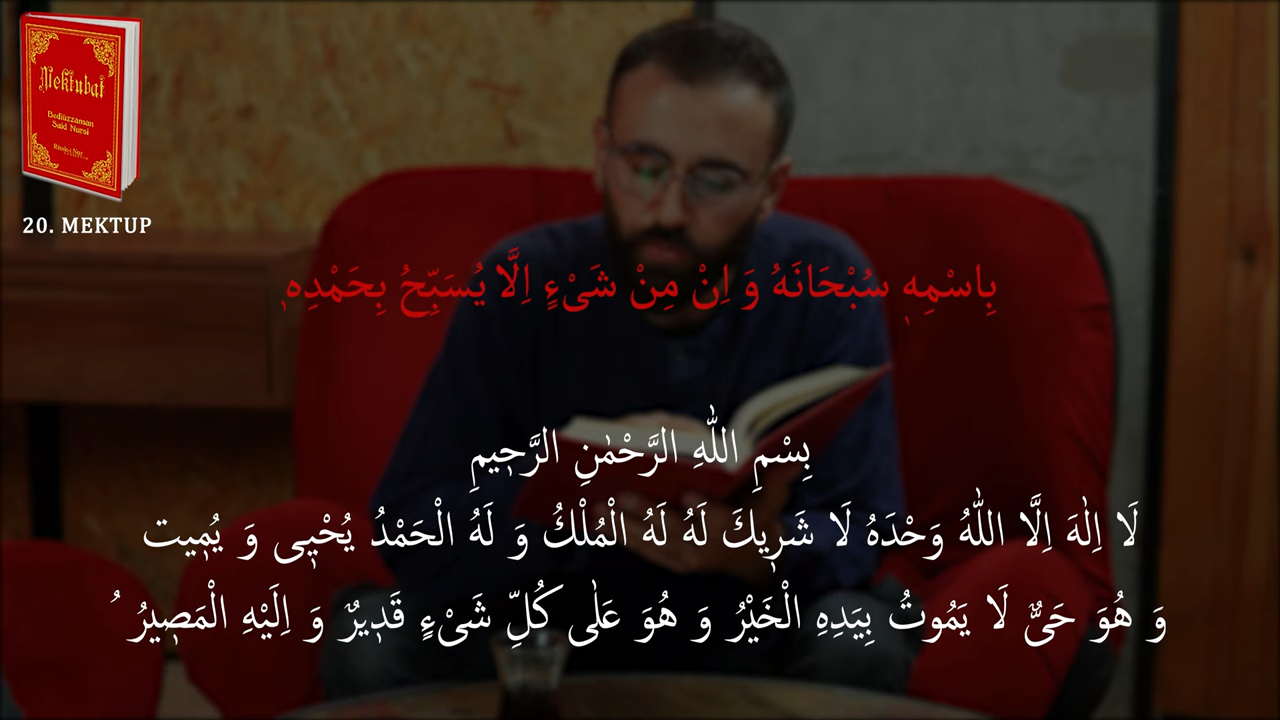 Mektubat
Bediüzzaman
Said Nursi
20. MEKTUP
بِاسْمِهٖ سُبْحَانَهُ وَ اِنْ مِنْ شَىْءٍ اِلَّا يُسَبِّحُ بِحَمْدِهٖ
بِسْمِ اللّٰهِ الرَّحْمٰنِ الرَّحٖيمِ
لَا اِلٰهَ اِلَّا اللّٰهُ وَحْدَهُ لَا شَرٖيكَ لَهُ لَهُ الْمُلْكُ وَ لَهُ الْحَمْدُ يُحْيٖى وَ يُمٖيت
وَ هُوَ حَىٌّ لَا يَمُوتُ بِيَدِهِ الْخَيْرُ وَ هُوَ عَلٰى كُلِّ شَىْءٍ قَدٖيرٌ وَ اِلَيْهِ الْمَصٖيرُ ُ